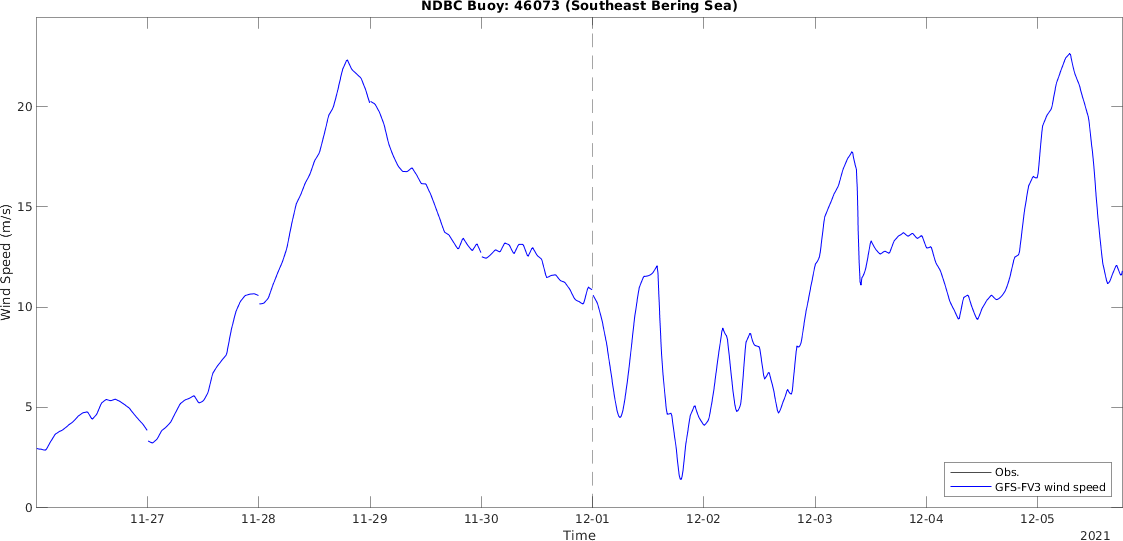 NDBC Buoy: 46073 (Southeast Bering Sea)
Wind Speed (m/s)
20
15
10
5
0
11-27 11-28 11-29 11-30 12-01 12-02 12-03 12-04 12-05
Time
2021
Obs.
GFS-FV3 wind speed